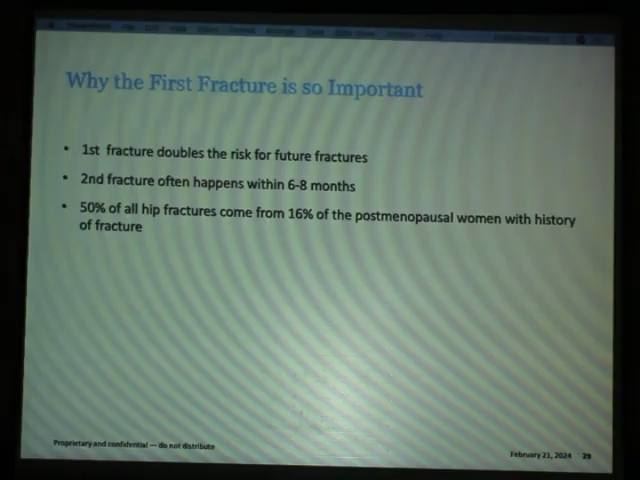 Why the First Fracture is so Important
• 1st fracture doubles the risk for future fractures
• 2nd fracture often happens within 6-8 months
• 50% of all hip fractures come from 16% of the postmenopausal women with history
of fracture
Proprietary and confidential — do not distribute
February 21, 2024 29